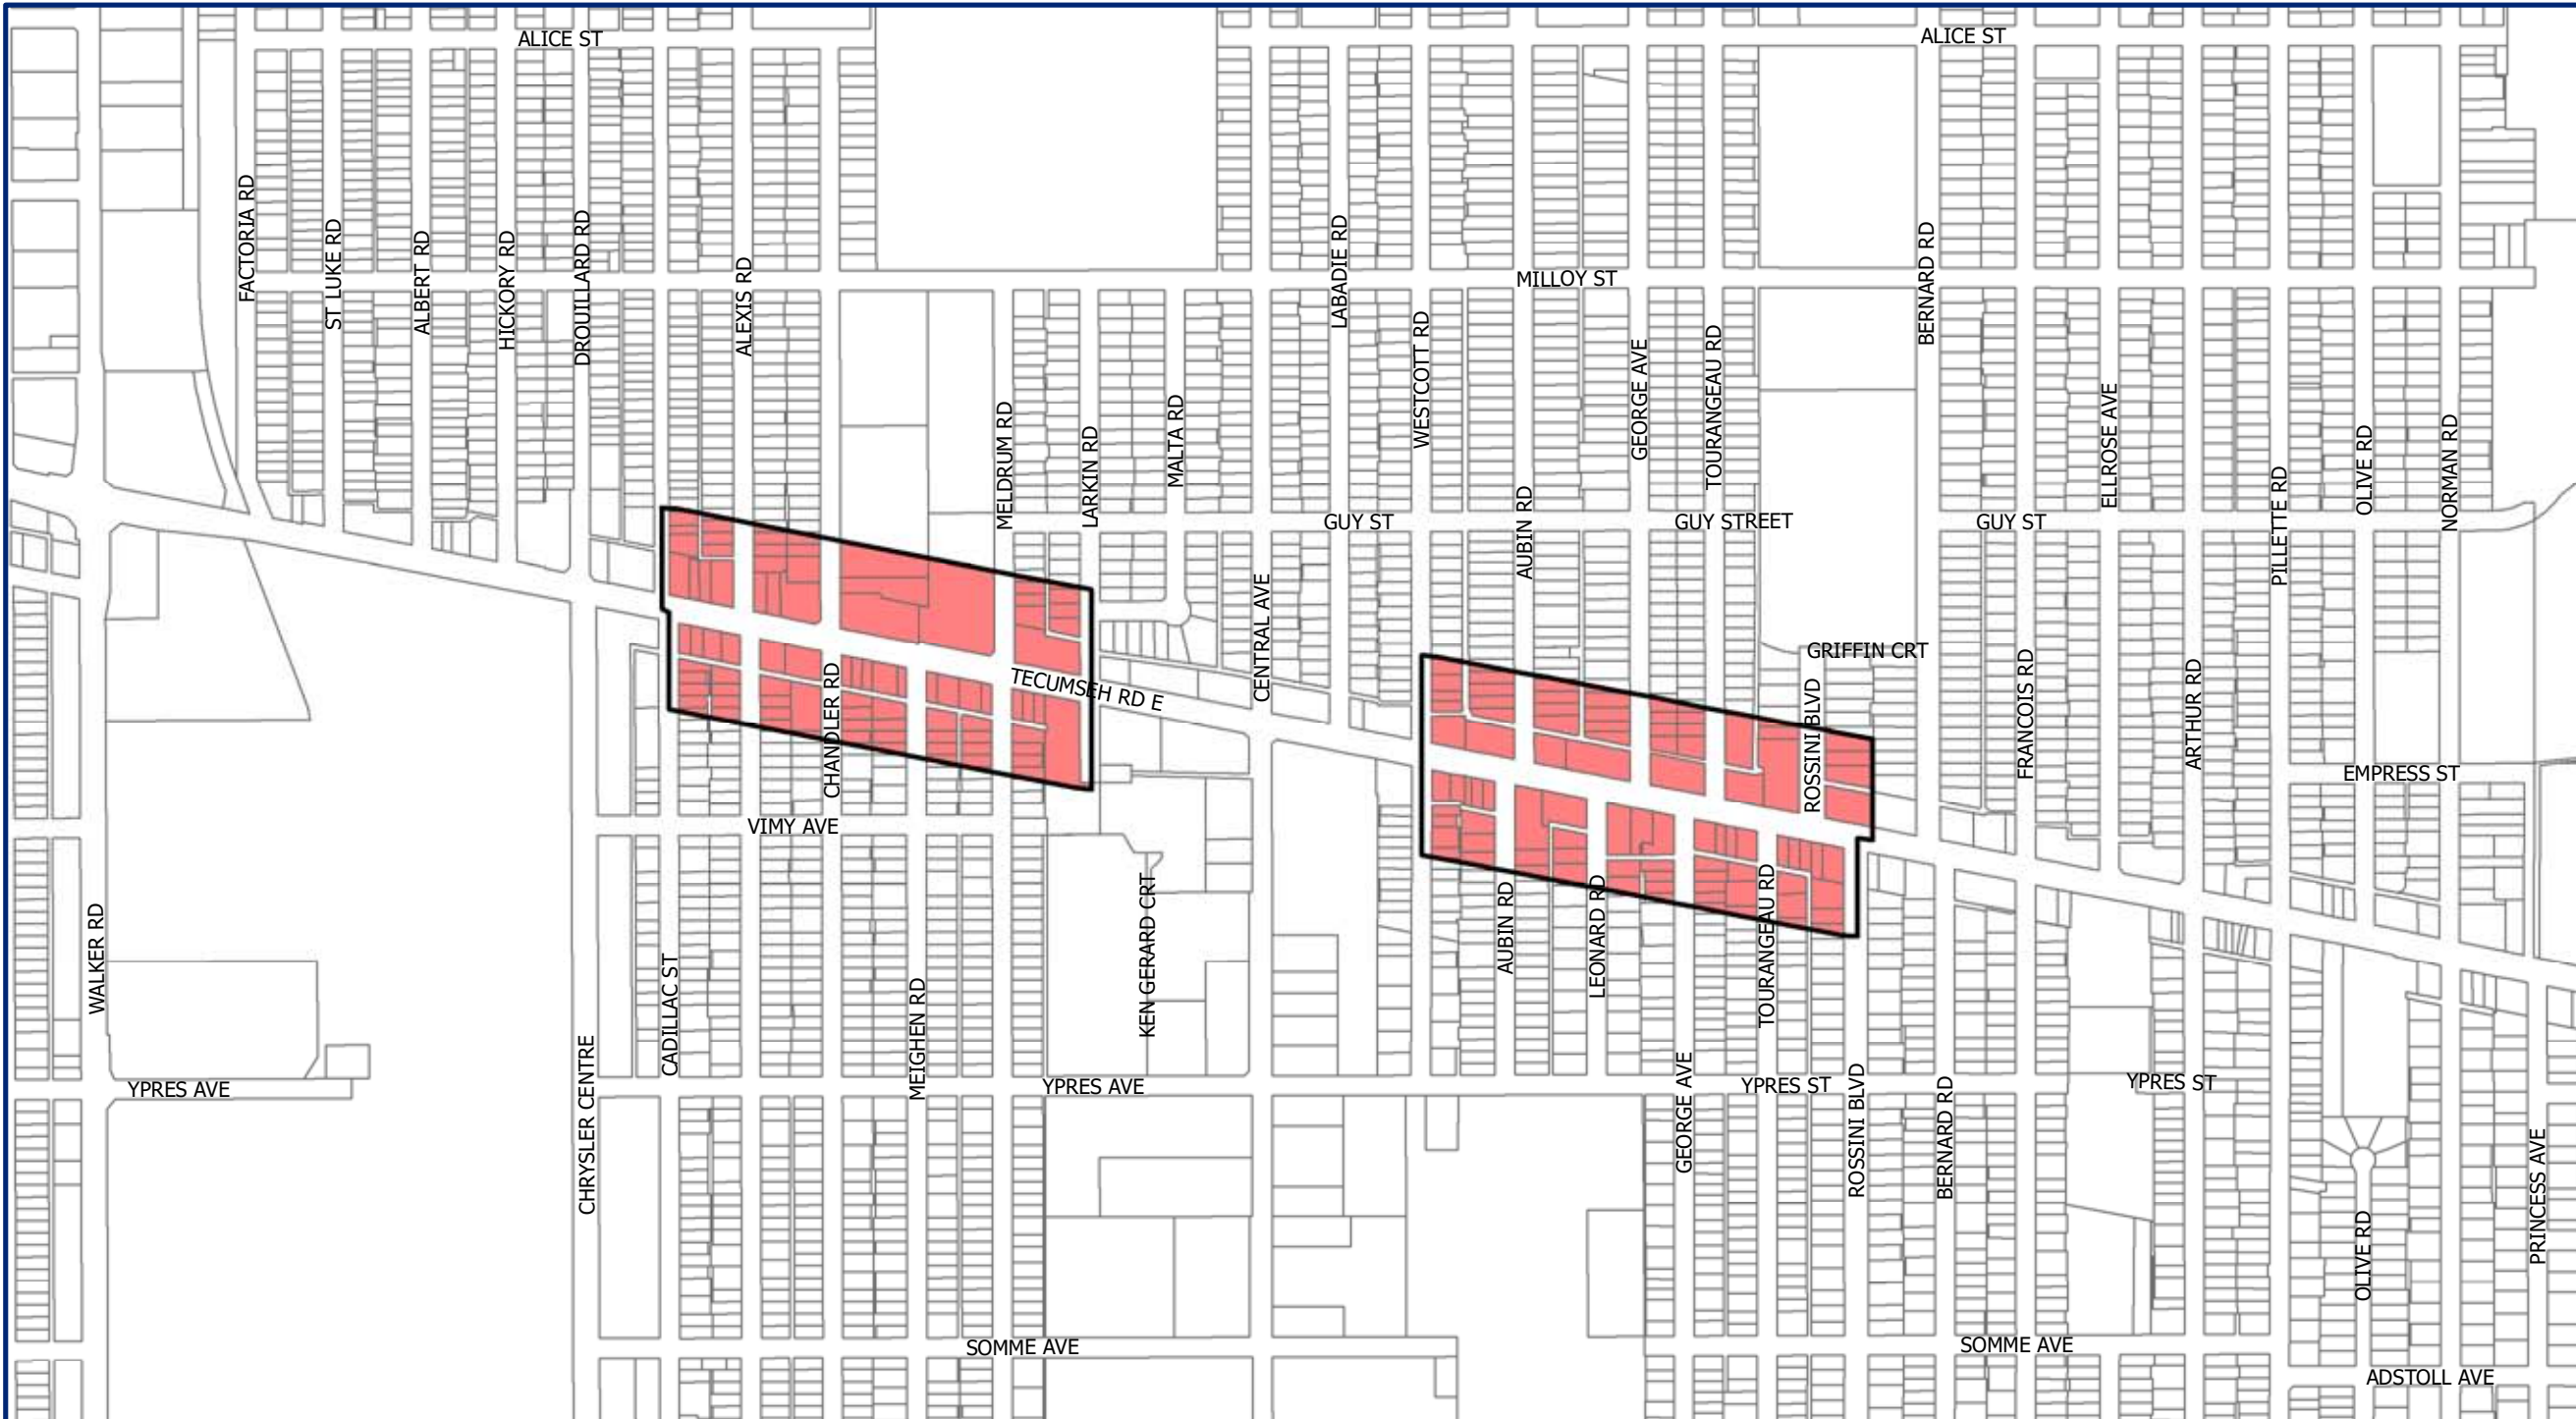 ALICE ST
ALICE ST
FACTORIA RD
ST LUKE RD
ALBERT RD
HICKORY RD
DROUILLARD RD
ALEXIS RD
LABADIE RD
MILLOY ST
BERNARD RD
WESTCOTT RD
GEORGE AVE
TOURANGEAU RD
MELDRUM RD
LARKIN RD
MALTA RD
ELLROSE AVE
OLIVE RD
NORMAN RD
PILLETTE RD
AUBIN RD
GUY ST
GUY STREET
GUY ST
CENTRAL AVE
GRIFFIN CRT
ROSSINI BLVD
FRANCOIS RD
ARTHUR RD
TECUMSEH RD E
CHANDLER RD
EMPRESS ST
VIMY AVE
WALKER RD
CADILLAC ST
MEIGHEN RD
KEN GERARD CRT
AUBIN RD
LEONARD RD
TOURANGEAU RD
YPRES AVE
YPRES AVE
YPRES ST
YPRES ST
CHRYSLER CENTRE
GEORGE AVE
ROSSINI BLVD
BERNARD RD
OLIVE RD
PRINCESS AVE
SOMME AVE
SOMME AVE
ADSTOLL AVE